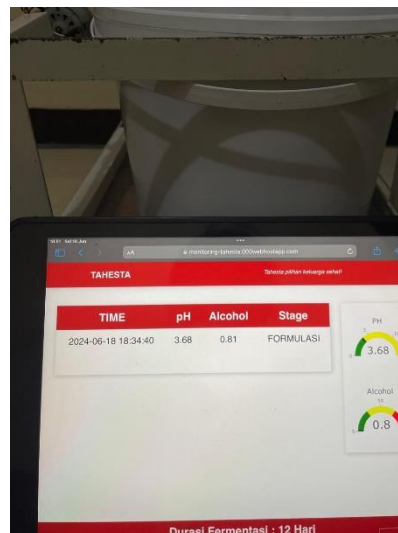 monitoring-tahesta.000webhostapp.com
TAHESTA
Tahesta pilihan keluarga sehat!
TIME pH Alcohol Stage
2024-06-18 18:34:40 3.68 0.81 FORMULASI
PH
3.68
Alcohol
0.8
Durasi Fermentasi : 12 Hari